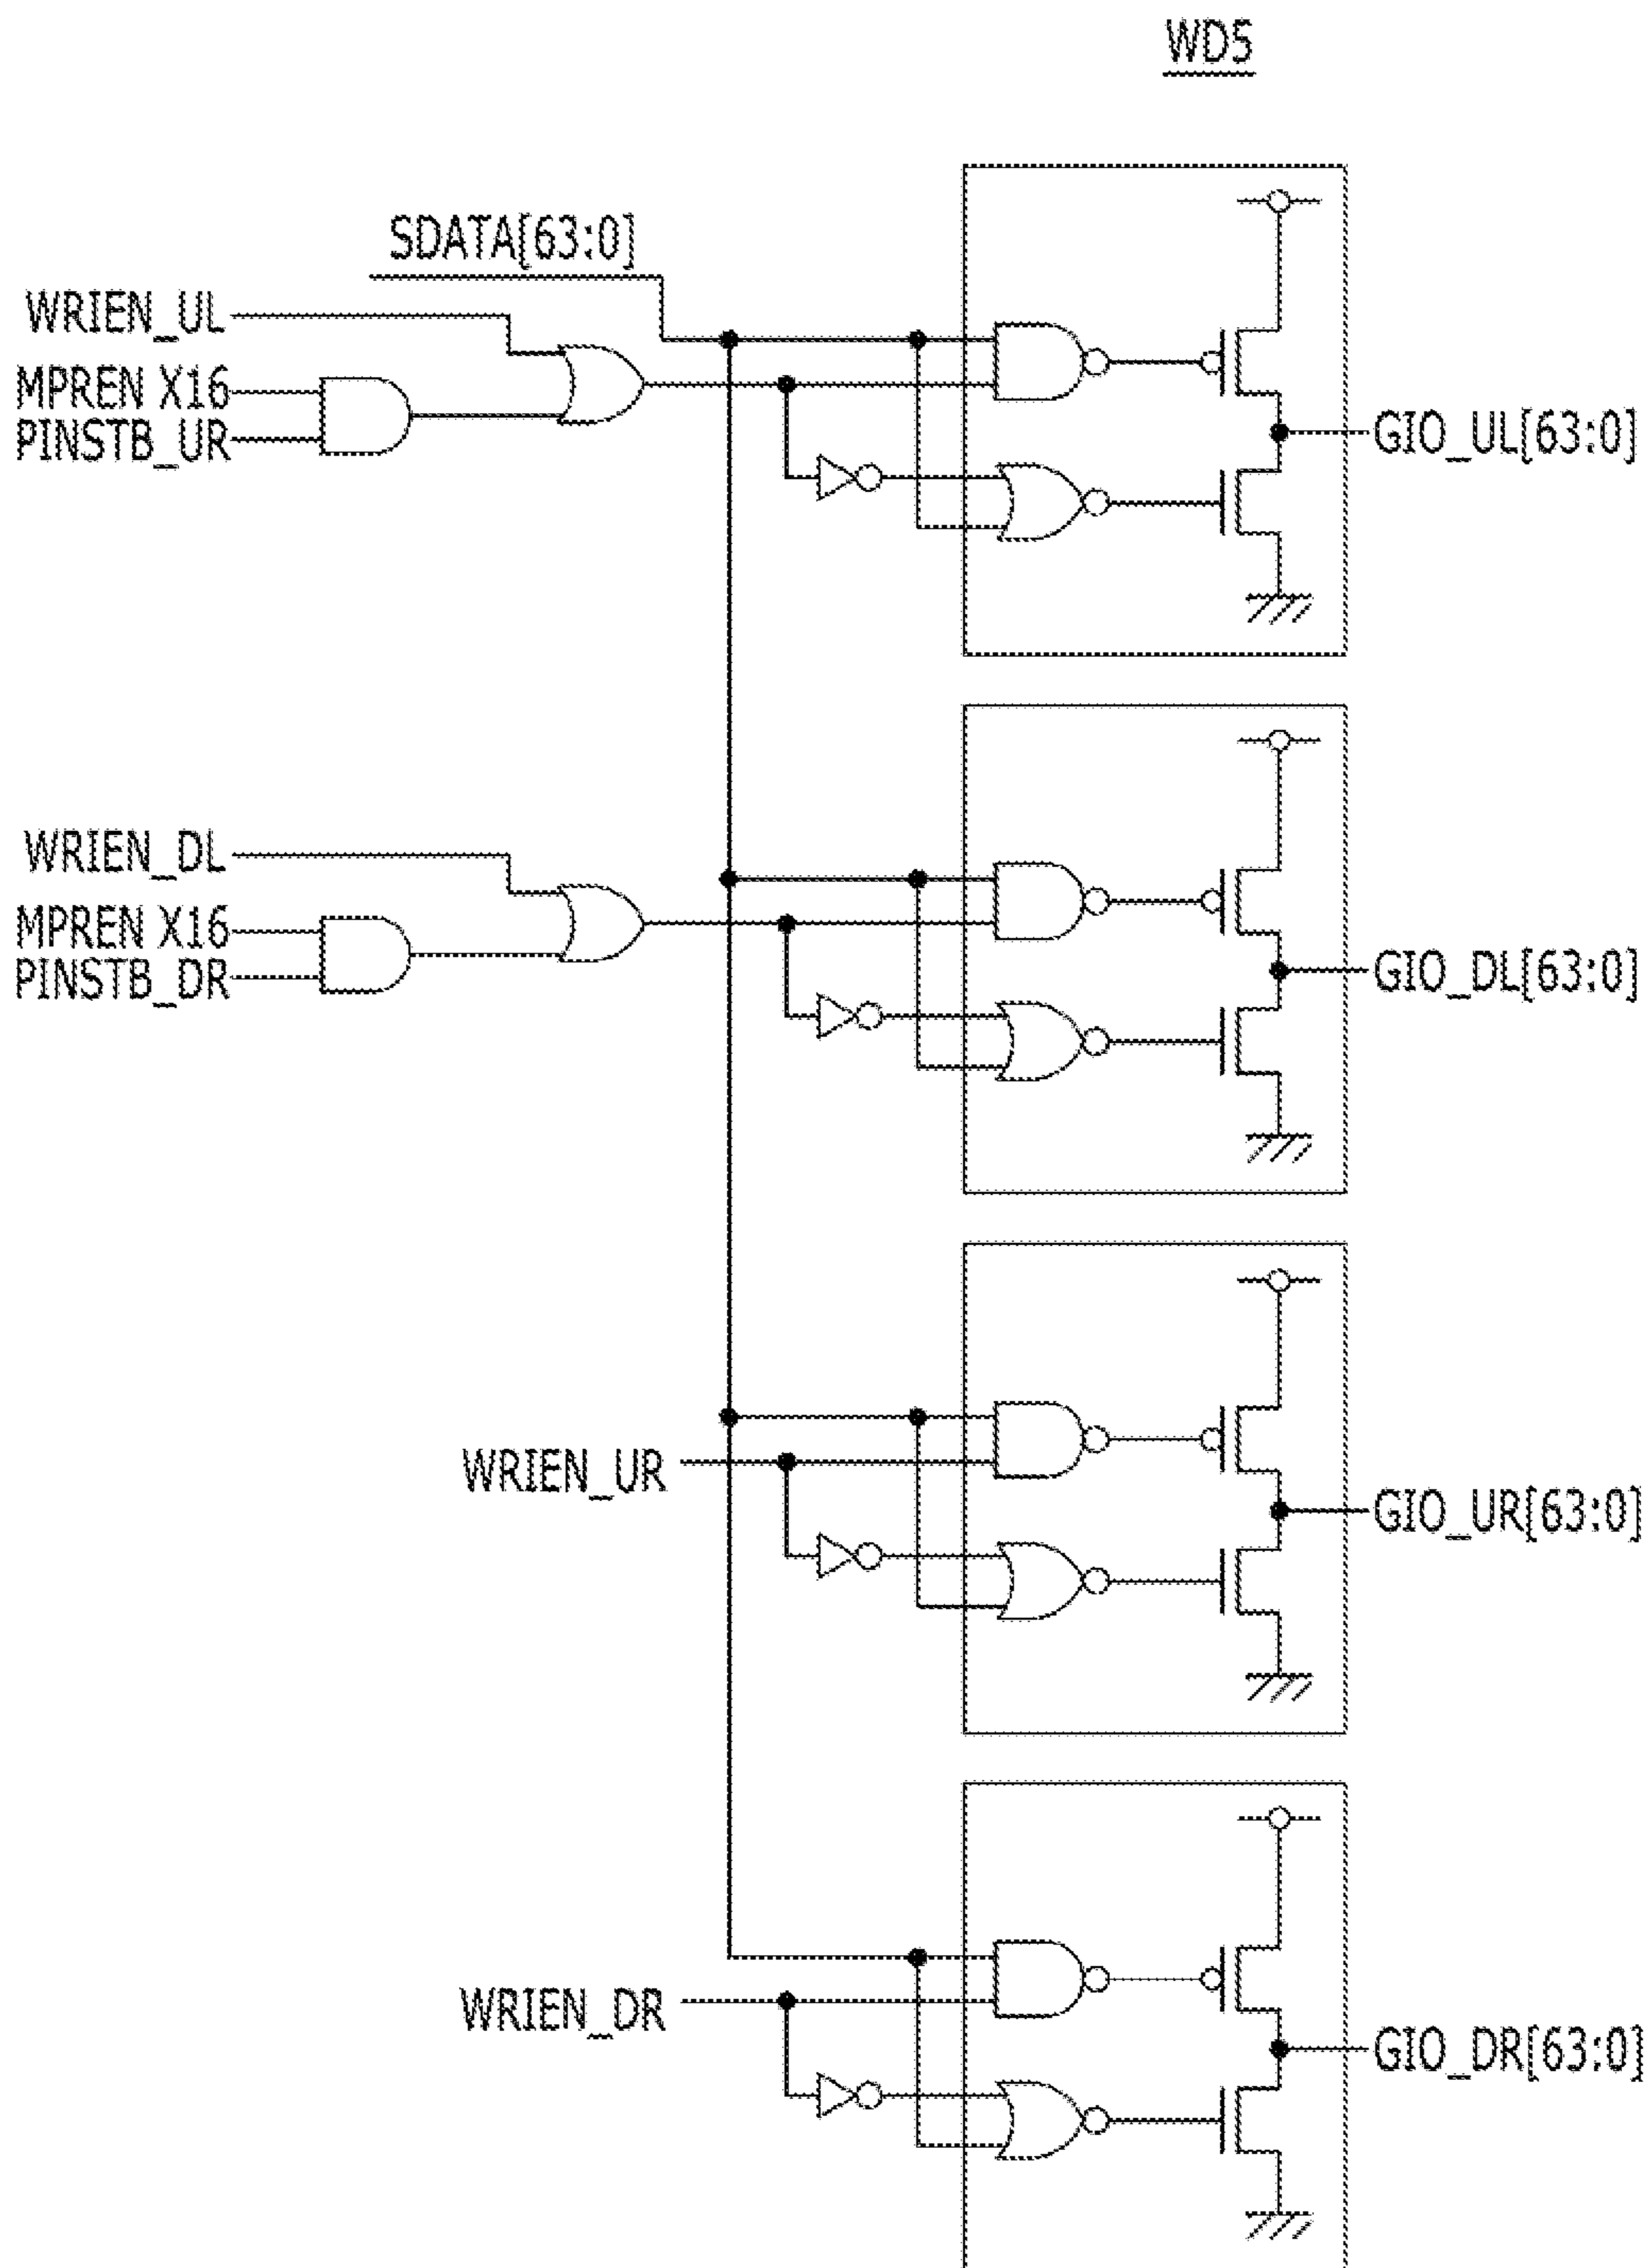 WD5
SDATA[63:0]
WRIEN_UL
MPREN X16
PINSTB_UR
GIO_UL[63:0]
WRIEN_DL
MPREN X16
PINSTB_DR
GIO_DL[63:0]
WRIEN_UR
GIO_UR[63:0]
WRIEN_DR
GIO_DR[63:0]